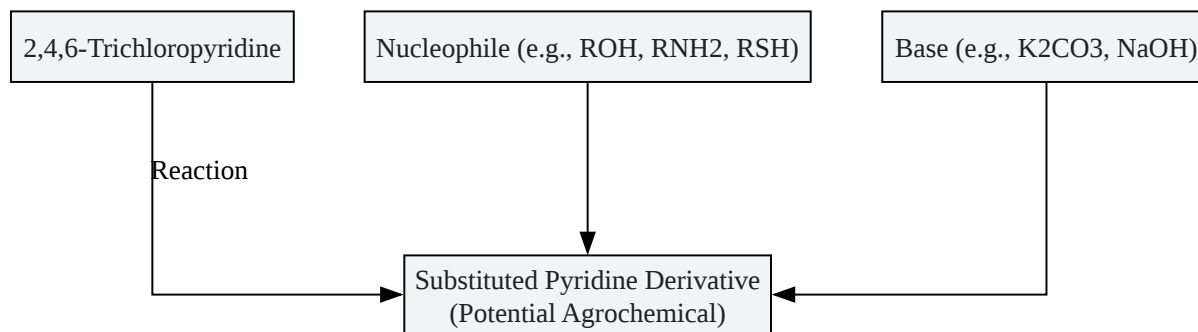 2,4,6-Trichloropyridine
Nucleophile (e.g., ROH, RNH2, RSH)
Base (e.g., K2CO3, NaOH)
Reaction
Substituted Pyridine Derivative
(Potential Agrochemical)